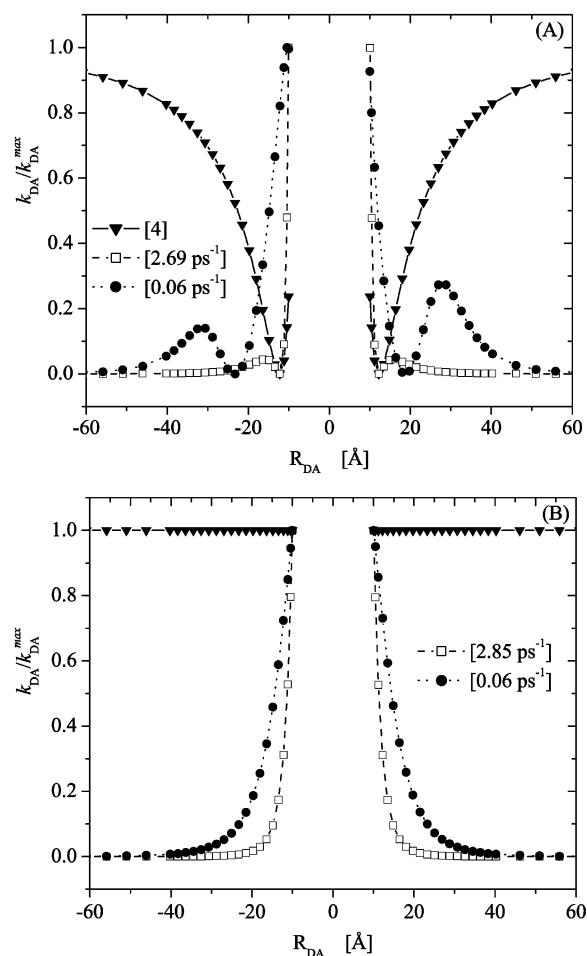 (A)
1.0
0.8
0.6
0.4
0.2
0.0
k_DA/k_DA^max
[4]
[2.69 ps⁻¹]
[0.06 ps⁻¹]
-60 -40 -20 0 20 40 60
R_DA [Å]
(B)
1.0
0.8
0.6
0.4
0.2
0.0
k_DA/k_DA^max
[2.85 ps⁻¹]
[0.06 ps⁻¹]
-60 -40 -20 0 20 40 60
R_DA [Å]